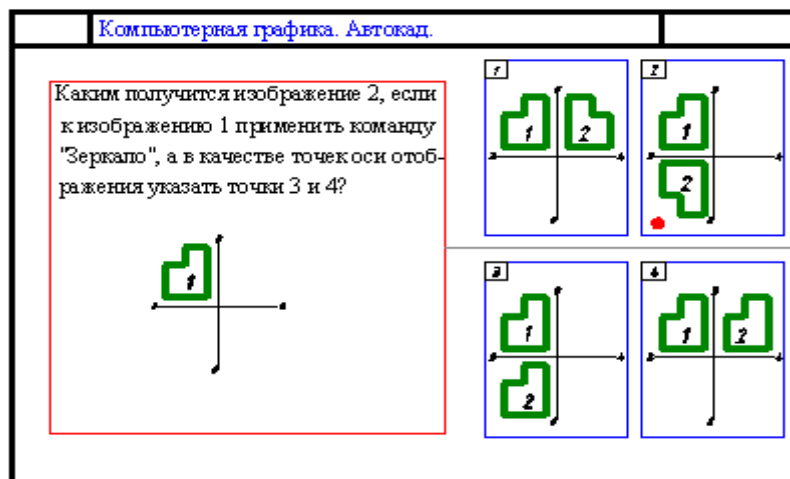 Компьютерная графика. Автокад.
Каким получится изображение 2, если
к изображению 1 применить команду
"Зеркало", а в качестве точек оси отоб-
ражения указать точки 3 и 4?
1
1
1 2
2
1
2
3
1
2
4
1 2